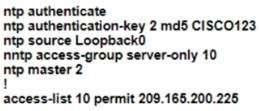 ntp authenticate
ntp authentication-key 2 md5 CISCO123
ntp source Loopback0
nntp access-group server-only 10
ntp master 2
!
access-list 10 permit 209.165.200.225